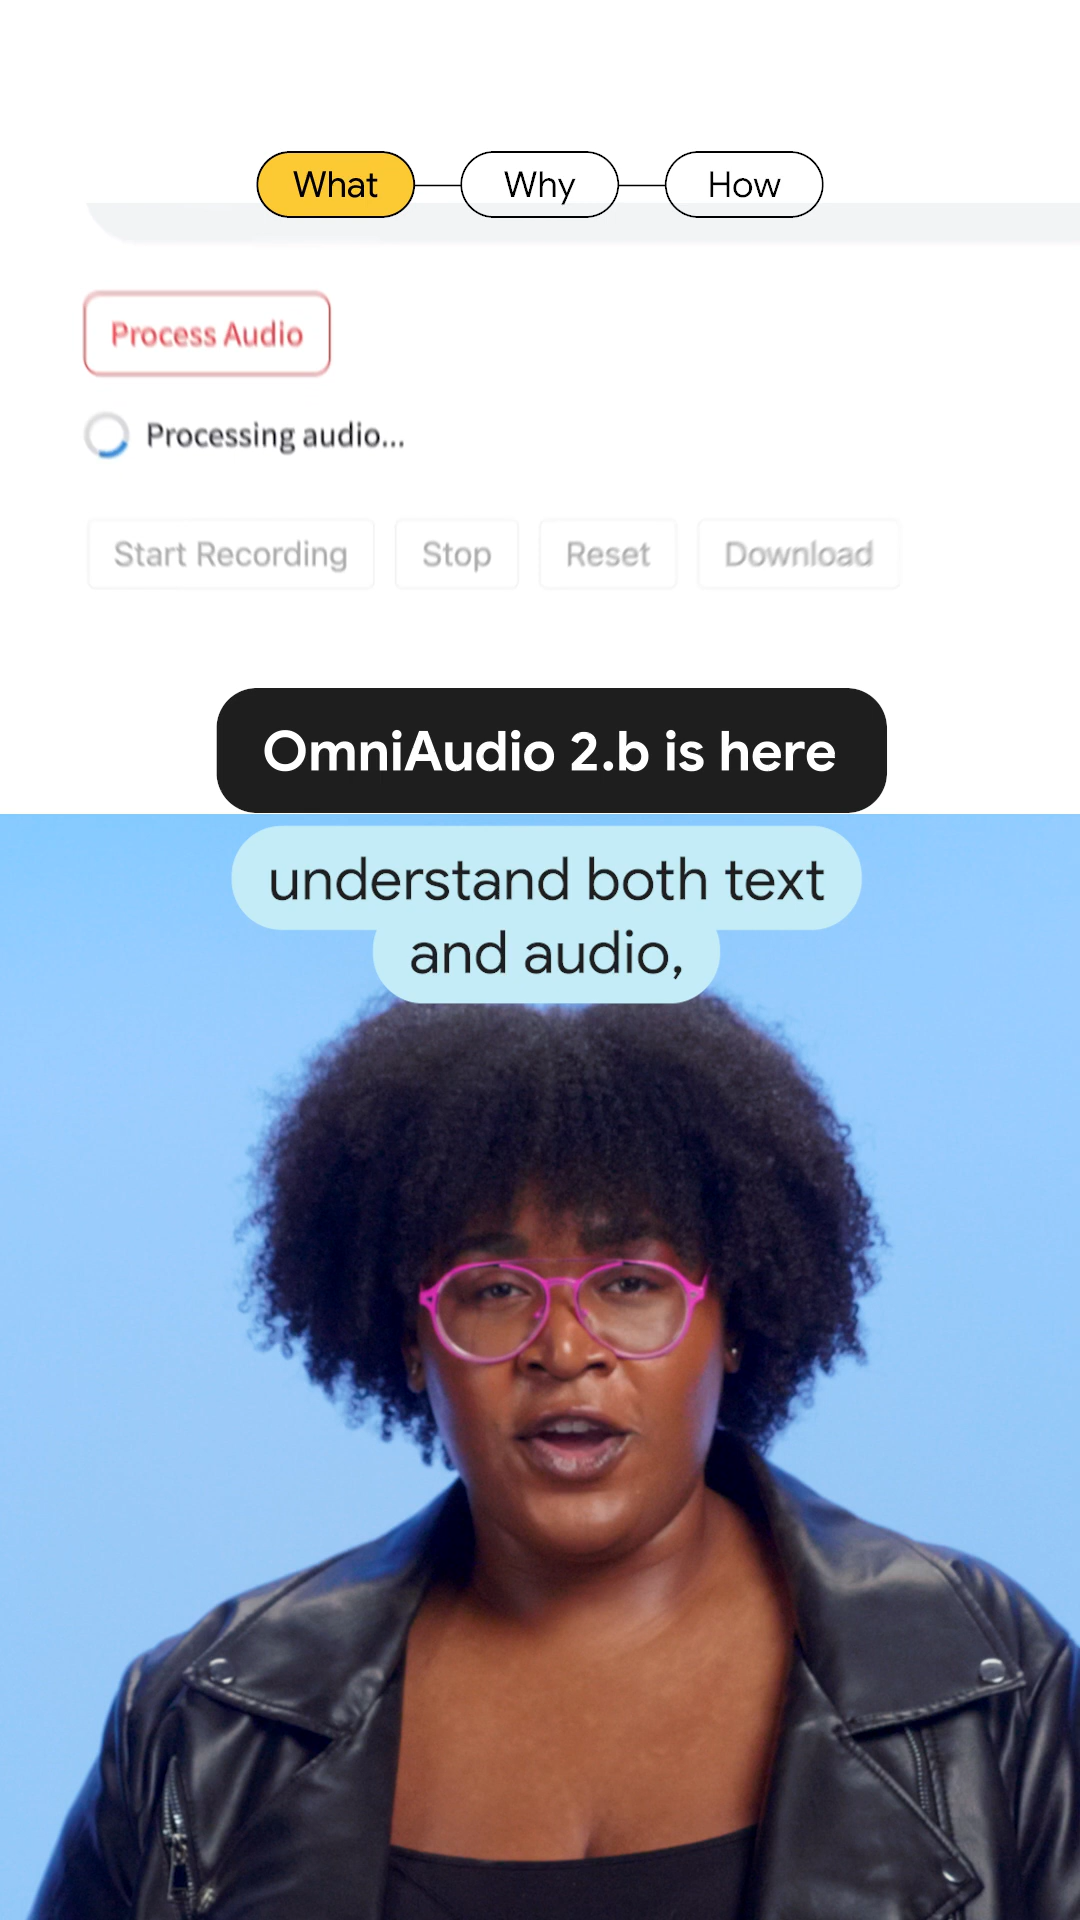 What
Why
How
Process Audio
Processing audio...
Start Recording
Stop
Reset
Download
OmniAudio 2.b is here
understand both text
and audio,